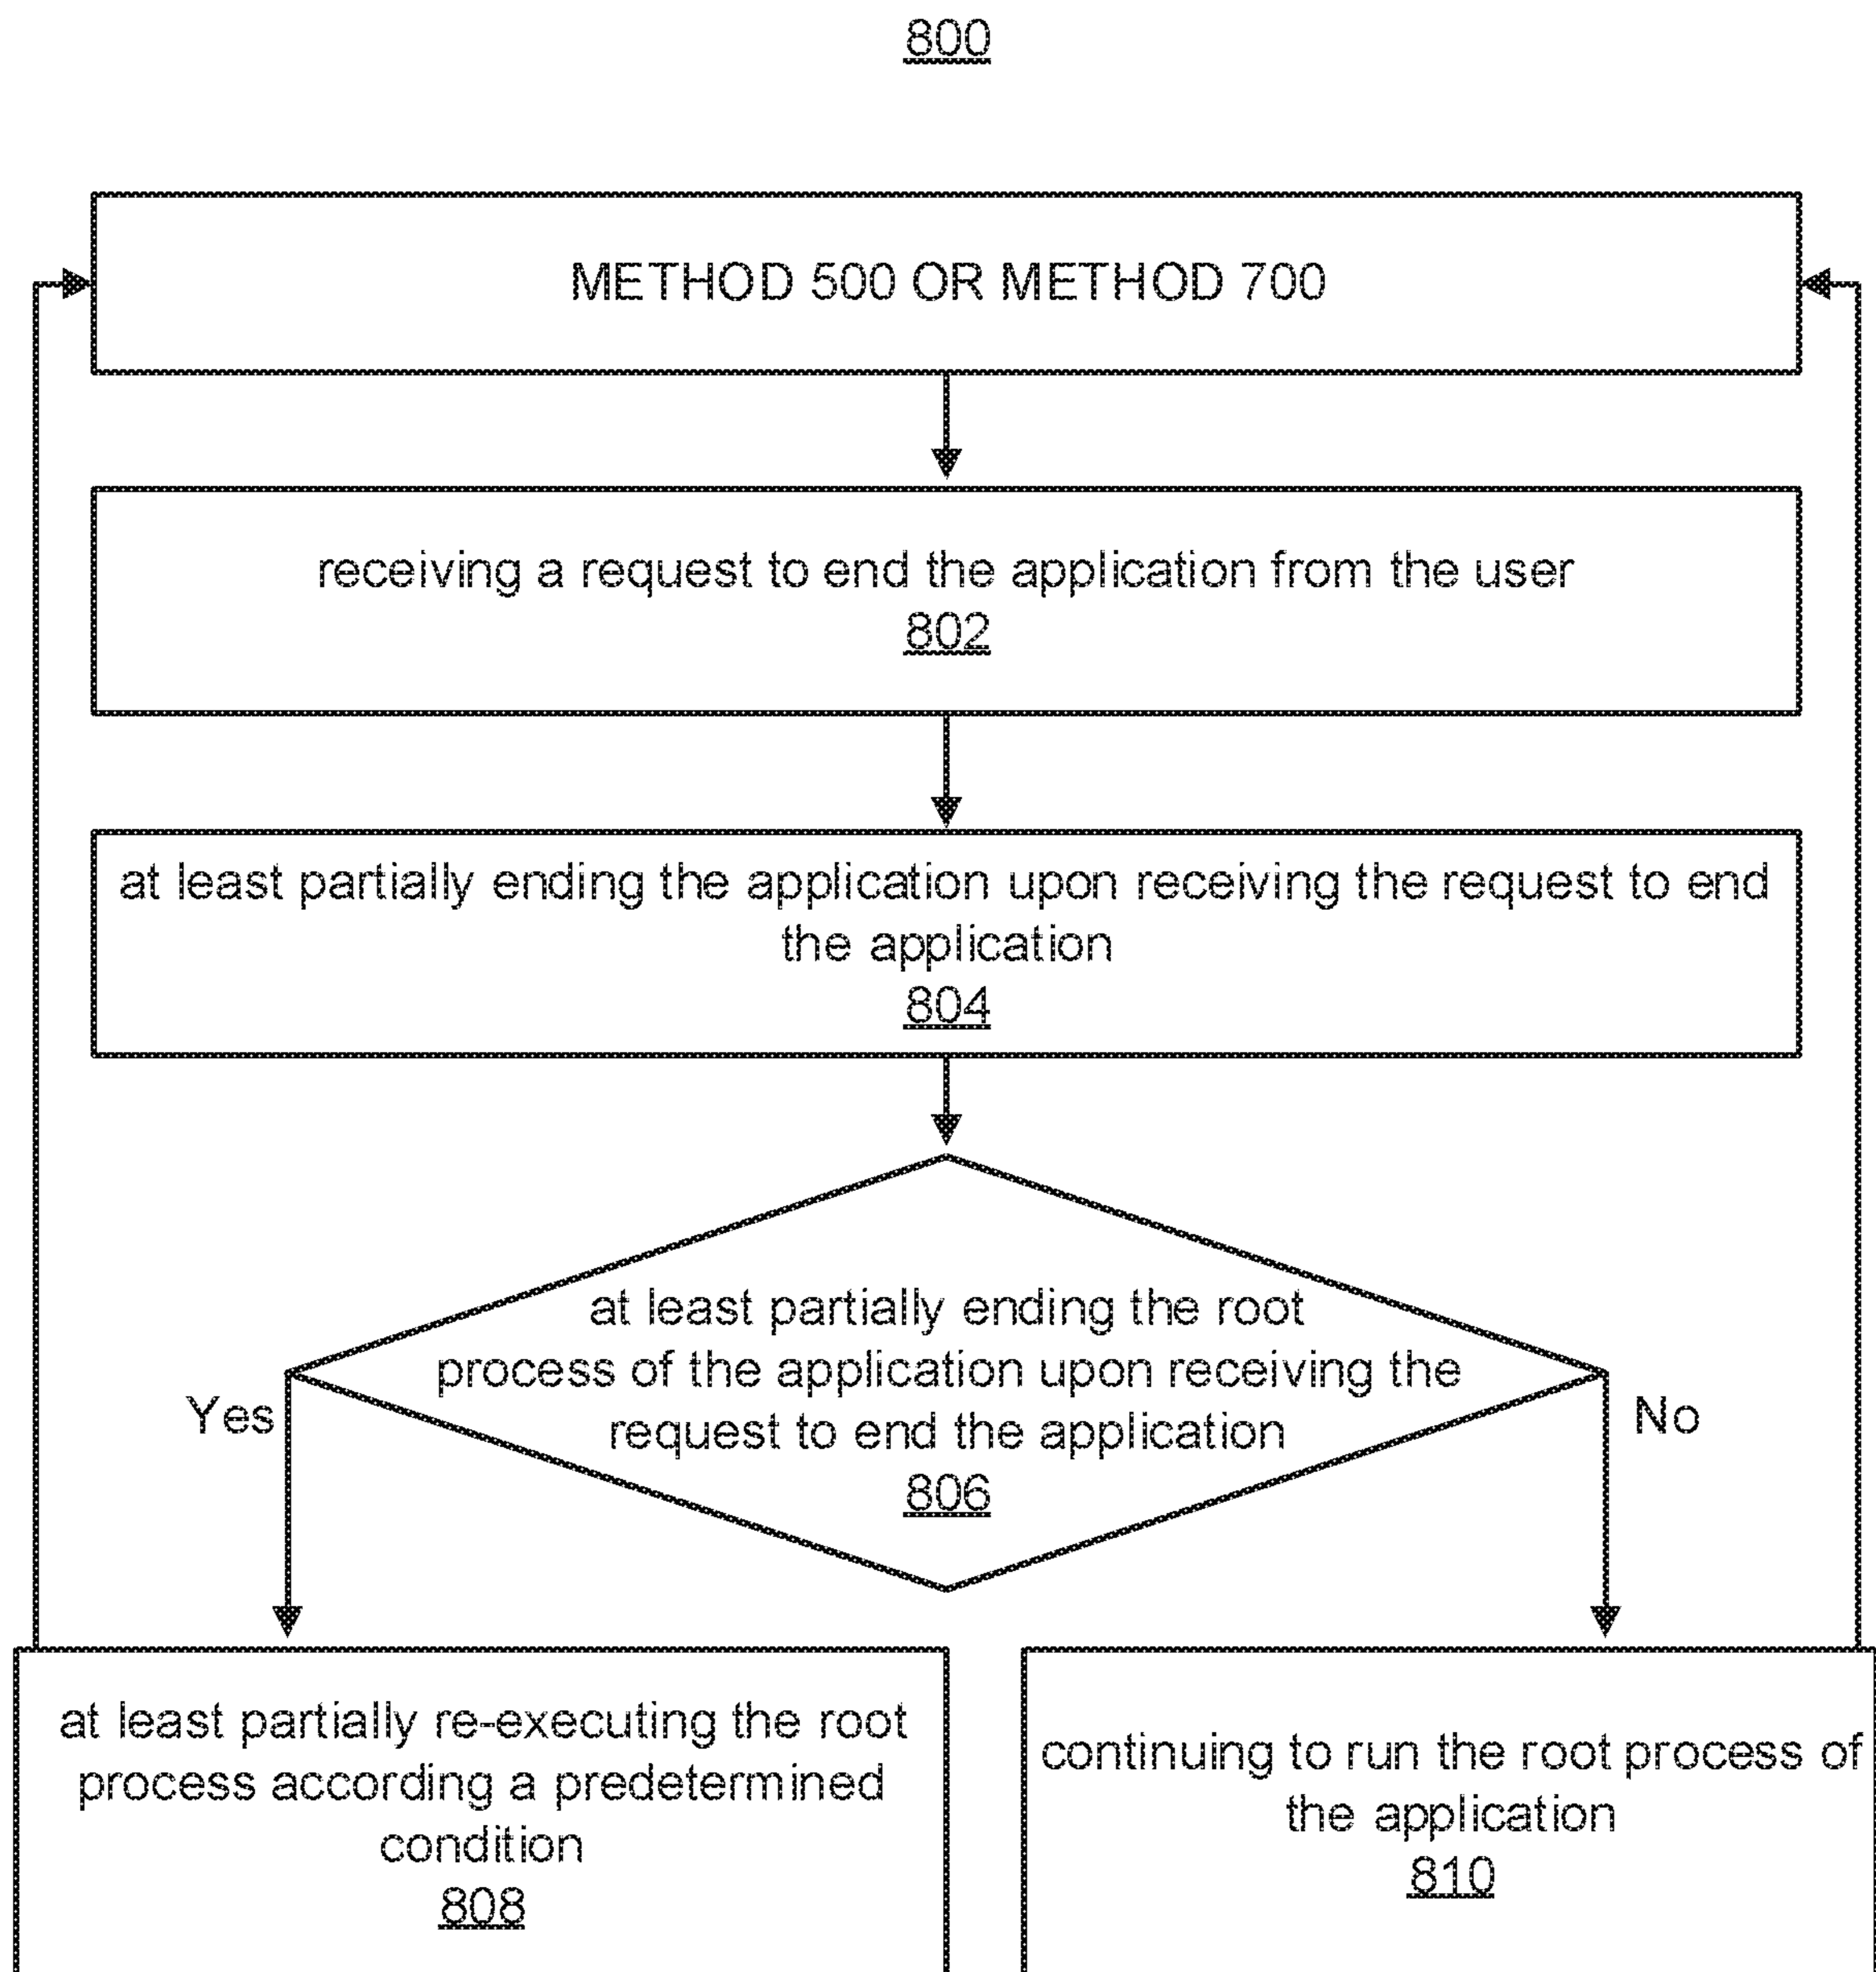 800
METHOD 500 OR METHOD 700
receiving a request to end the application from the user
802
at least partially ending the application upon receiving the request to end
the application
804
at least partially ending the root
process of the application upon receiving the
request to end the application
806
Yes
No
at least partially re-executing the root
process according a predetermined
condition
808
continuing to run the root process of
the application
810